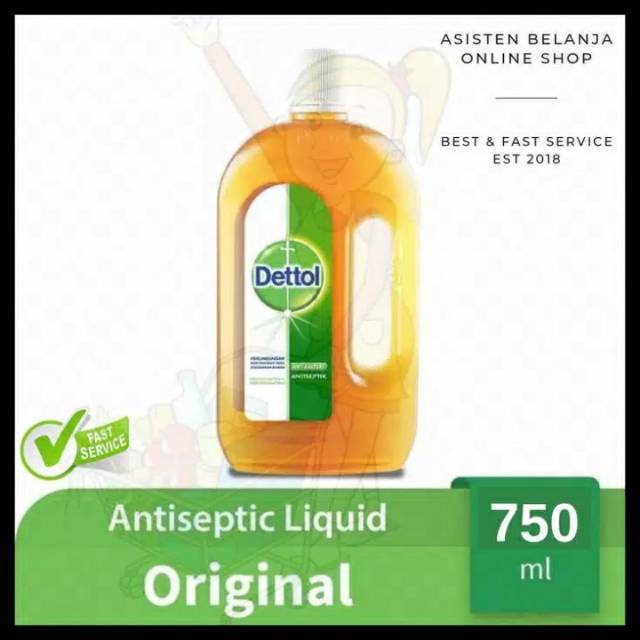 ASISTEN BELANJA
ONLINE SHOP
BEST & FAST SERVICE
EST 2018
Dettol
ANTISEPTIK
FAST
SERVICE
Antiseptic Liquid
Original
750
ml